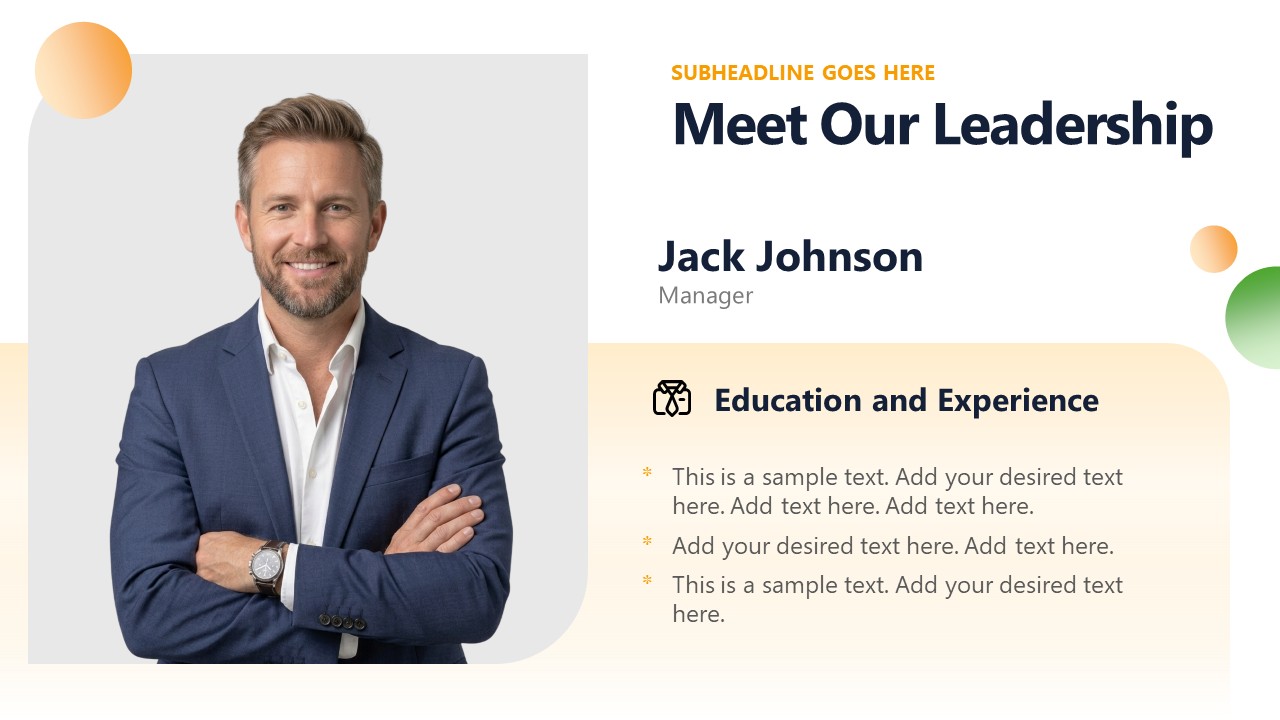 SUBHEADLINE GOES HERE
Meet Our Leadership
Jack Johnson
Manager
Education and Experience
* This is a sample text. Add your desired text
here. Add text here. Add text here.
* Add your desired text here. Add text here.
* This is a sample text. Add your desired text
here.